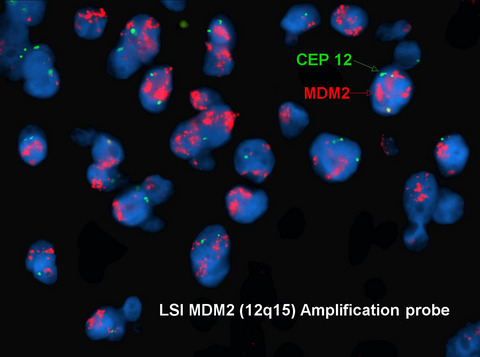 CEP 12
MDM2
LSI MDM2 (12q15) Amplification probe